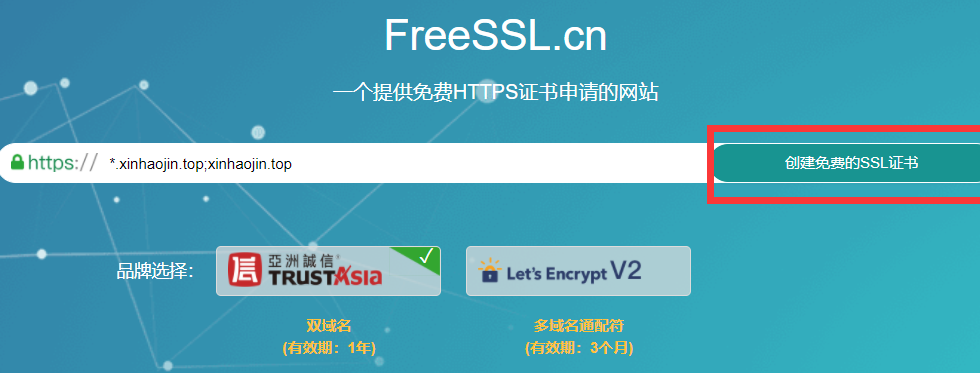 FreeSSL.cn
一个提供免费HTTPS证书申请的网站
https:// *.xinhaojin.top;xinhaojin.top 创建免费的SSL证书
品牌选择： 亞洲誠信 TRUSTAsia Let's Encrypt V2
双域名 多域名通配符
(有效期：1年) (有效期：3个月)